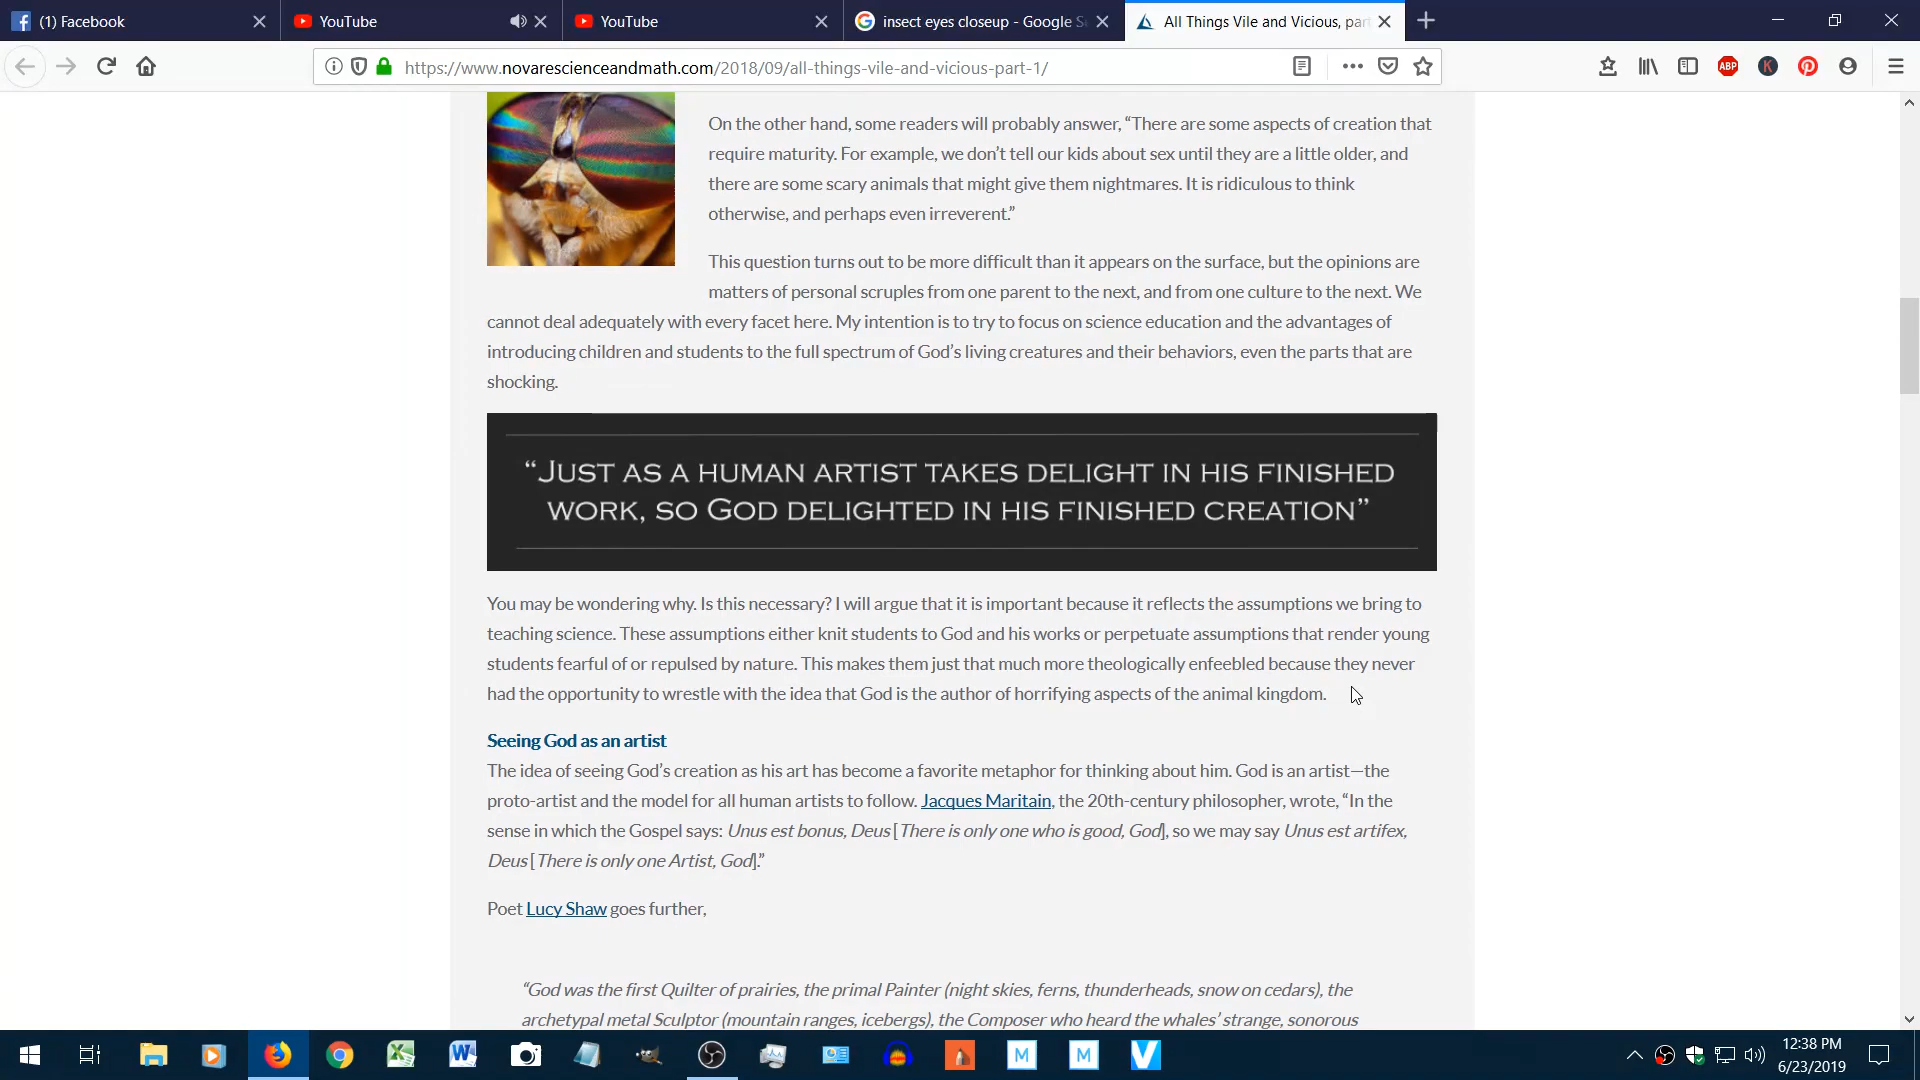 (1) Facebook
YouTube
YouTube
insect eyes closeup - Google S
All Things Vile and Vicious, par
https://www.novarescienceandmath.com/2018/09/all-things-vile-and-vicious-part-1/
ABP
K
On the other hand, some readers will probably answer, “There are some aspects of creation that
require maturity. For example, we don’t tell our kids about sex until they are a little older, and
there are some scary animals that might give them nightmares. It is ridiculous to think
otherwise, and perhaps even irreverent.”
This question turns out to be more difficult than it appears on the surface, but the opinions are
matters of personal scruples from one parent to the next, and from one culture to the next. We
cannot deal adequately with every facet here. My intention is to try to focus on science education and the advantages of
introducing children and students to the full spectrum of God’s living creatures and their behaviors, even the parts that are
shocking.
“JUST AS A HUMAN ARTIST TAKES DELIGHT IN HIS FINISHED
WORK, SO GOD DELIGHTED IN HIS FINISHED CREATION”
You may be wondering why. Is this necessary? I will argue that it is important because it reflects the assumptions we bring to
teaching science. These assumptions either knit students to God and his works or perpetuate assumptions that render young
students fearful of or repulsed by nature. This makes them just that much more theologically enfeebled because they never
had the opportunity to wrestle with the idea that God is the author of horrifying aspects of the animal kingdom.
Seeing God as an artist
The idea of seeing God’s creation as his art has become a favorite metaphor for thinking about him. God is an artist—the
proto-artist and the model for all human artists to follow. Jacques Maritain, the 20th-century philosopher, wrote, “In the
sense in which the Gospel says: Unus est bonus, Deus [There is only one who is good, God], so we may say Unus est artifex,
Deus [There is only one Artist, God].”
Poet Lucy Shaw goes further,
“God was the first Quilter of prairies, the primal Painter (night skies, ferns, thunderheads, snow on cedars), the
archetypal metal Sculptor (mountain ranges, icebergs), the Composer who heard the whales’ strange, sonorous
M
M
V
12:38 PM
6/23/2019